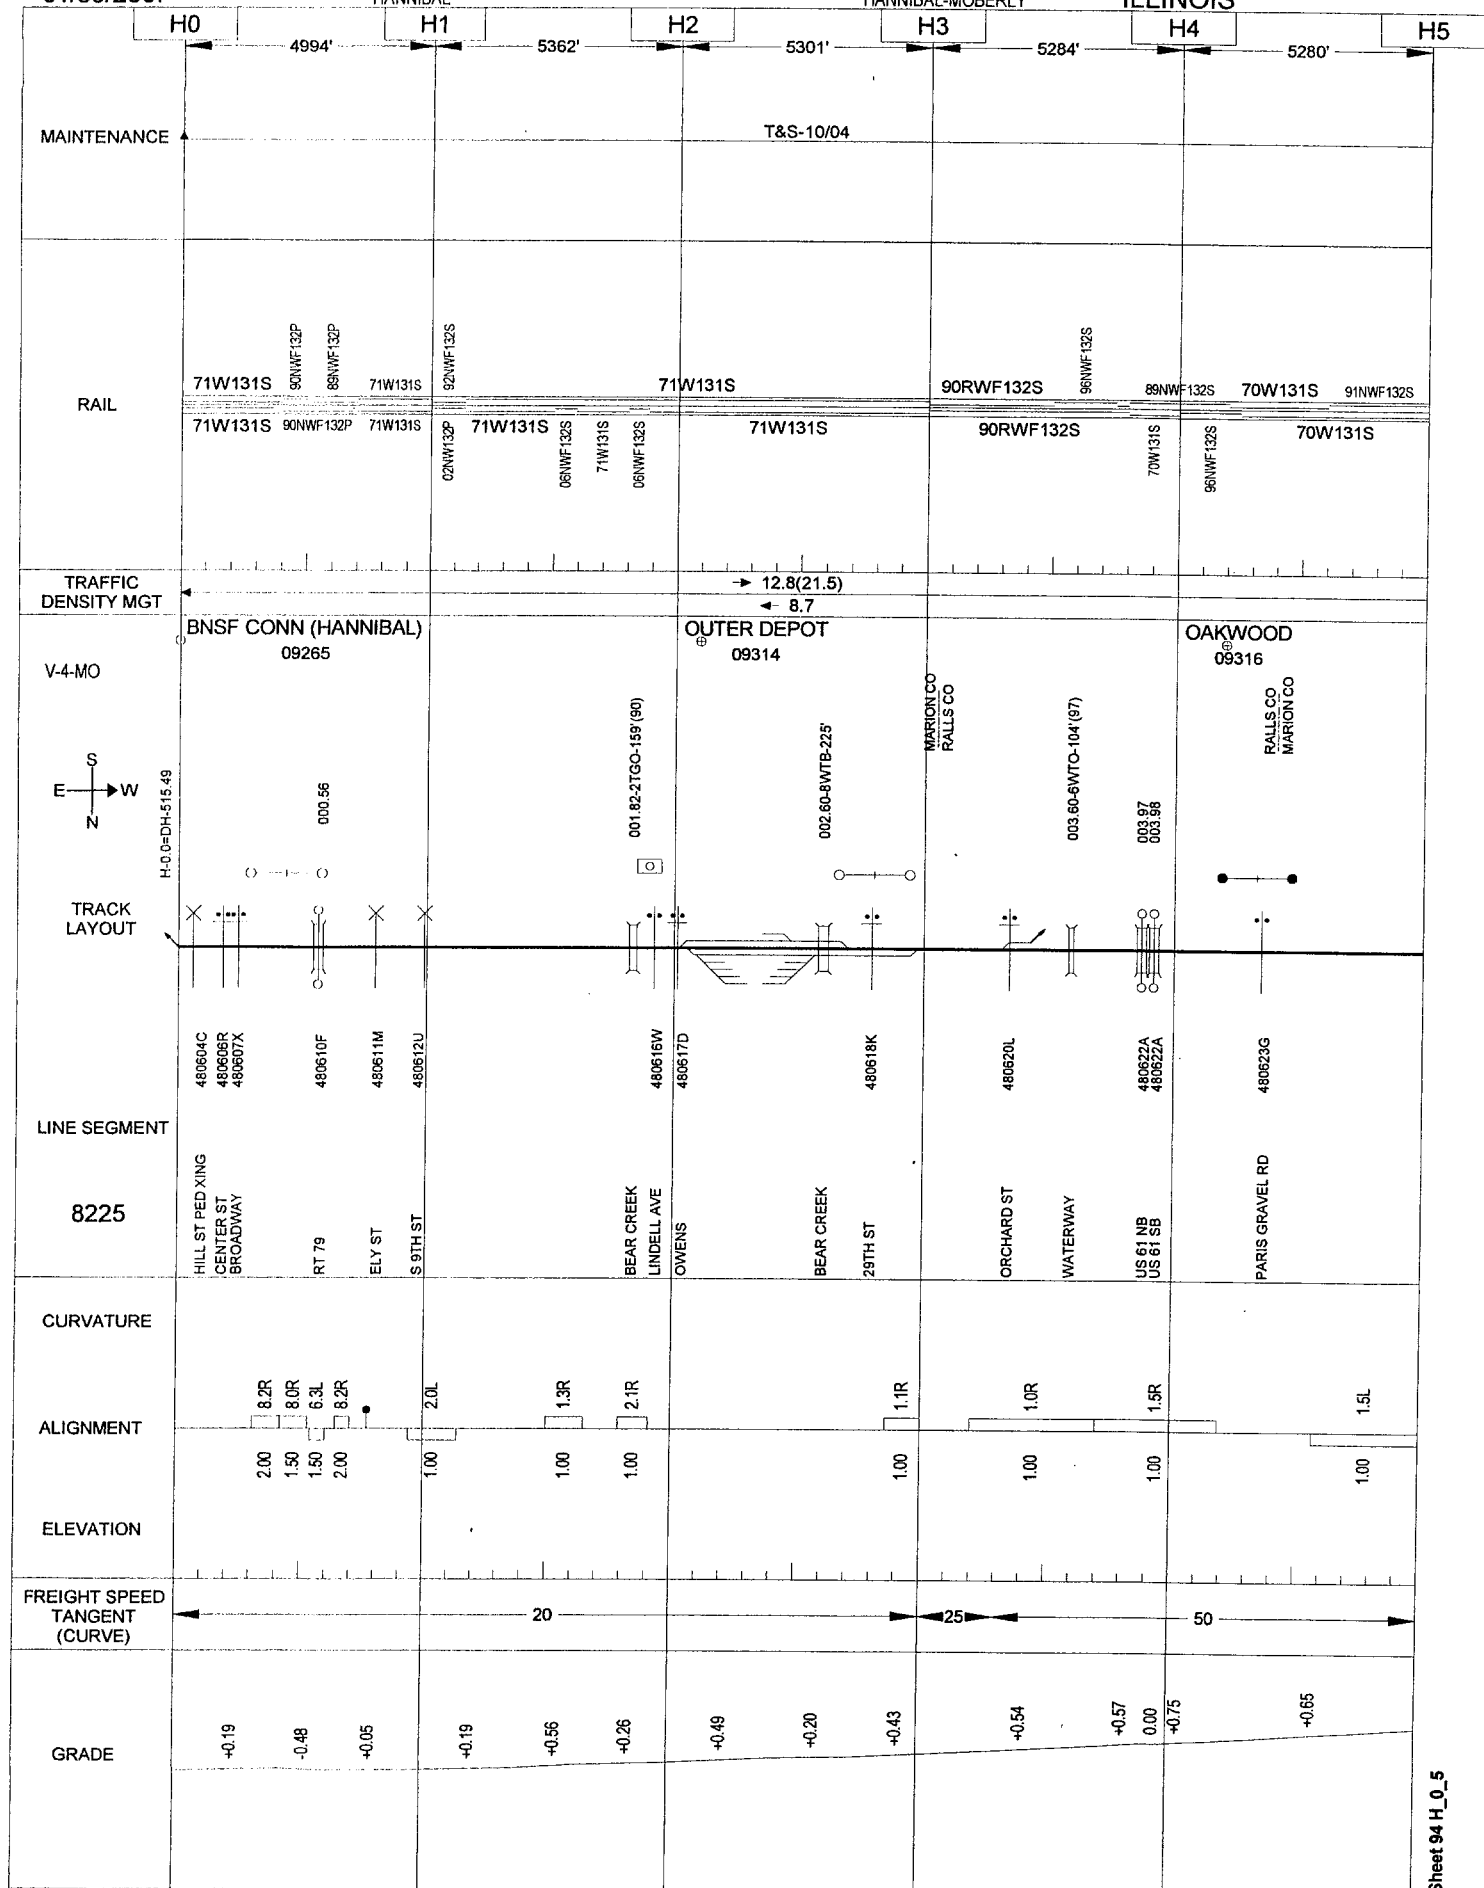 HANNIBAL
HANNIBAL-MOBERLY
ILLINOIS
H0
H1
H2
H3
H4
H5
4994'
5362'
5301'
5284'
5280'
MAINTENANCE
T&S-10/04
RAIL
71W131S
90NWF132P
89NWF132P
71W131S
92NWF132S
71W131S
90RWF132S
96NWF132S
89NWF132S
70W131S
91NWF132S
71W131S
90NWF132P
71W131S
02NW132P
71W131S
06NWF132S
71W131S
06NWF132S
71W131S
90RWF132S
70W131S
96NWF132S
70W131S
TRAFFIC
DENSITY MGT
12.8(21.5)
8.7
BNSF CONN (HANNIBAL)
09265
OUTER DEPOT
09314
OAKWOOD
09316
V-4-MO
S
E
W
N
H-0.0=DH-515.49
000.56
001.82-2TGO-159'(90)
002.60-8WTB-225'
MARION CO
RALLS CO
003.60-6WTO-104'(97)
003.97
003.98
RALLS CO
MARION CO
TRACK
LAYOUT
480604C
480606R
480607X
480610F
480611M
480612U
480616W
480617D
480618K
480620L
480622A
480622A
480623G
LINE SEGMENT
8225
HILL ST PED XING
CENTER ST
BROADWAY
RT 79
ELY ST
S 9TH ST
BEAR CREEK
LINDELL AVE
OWENS
BEAR CREEK
29TH ST
ORCHARD ST
WATERWAY
US 61 NB
US 61 SB
PARIS GRAVEL RD
CURVATURE
8.2R
8.0R
6.3L
8.2R
2.0L
1.3R
2.1R
1.1R
1.0R
1.5R
1.5L
ALIGNMENT
2.00
1.50
1.50
2.00
1.00
1.00
1.00
1.00
1.00
1.00
1.00
ELEVATION
FREIGHT SPEED
TANGENT
(CURVE)
20
25
50
GRADE
+0.19
-0.48
+0.05
+0.19
+0.56
+0.26
+0.49
+0.20
+0.43
+0.54
+0.57
0.00
+0.75
+0.65
Sheet 94 H_0_5